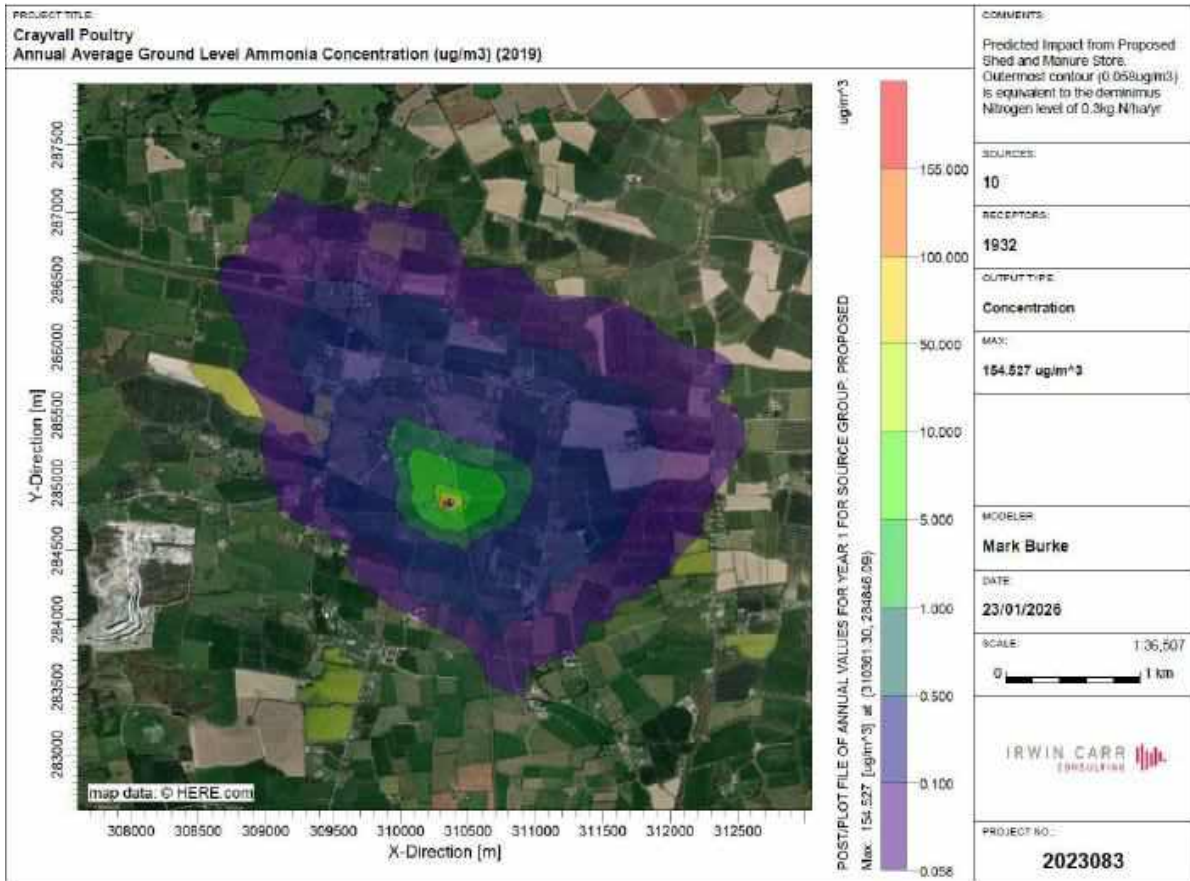 PROJECT TITLE:
Crayvall Poultry
Annual Average Ground Level Ammonia Concentration (ug/m3) (2019)
COMMENTS:
Predicted Impact from Proposed
Shed and Manure Store.
Outermost contour (0.058ug/m3)
is equivalent to the deminimus
Nitrogen level of 0.3kg N/ha/yr
SOURCES:
10
RECEPTORS:
1932
OUTPUT TYPE:
Concentration
MAX:
154.527 ug/m^3
MODELER:
Mark Burke
DATE:
23/01/2026
SCALE:
1:36,507
0
1 km
IRWIN CARR
CONSULTING
PROJECT NO.:
2023083
Y-Direction [m]
287500
287000
286500
286000
285500
285000
284500
284000
283500
283000
map data: © HERE.com
308000 308500 309000 309500 310000 310500 311000 311500 312000 312500
X-Direction [m]
POST/PLOT FILE OF ANNUAL VALUES FOR YEAR 1 FOR SOURCE GROUP: PROPOSED
ug/m^3
Max: 154.527 [ug/m^3] at (310361.30, 284846.09)
155.000
100.000
50.000
10.000
5.000
1.000
0.500
0.100
0.058